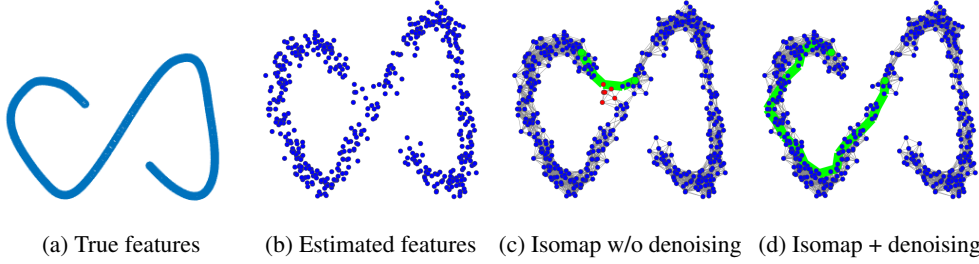 (a) True features (b) Estimated features (c) Isomap w/o denoising (d) Isomap + denoising